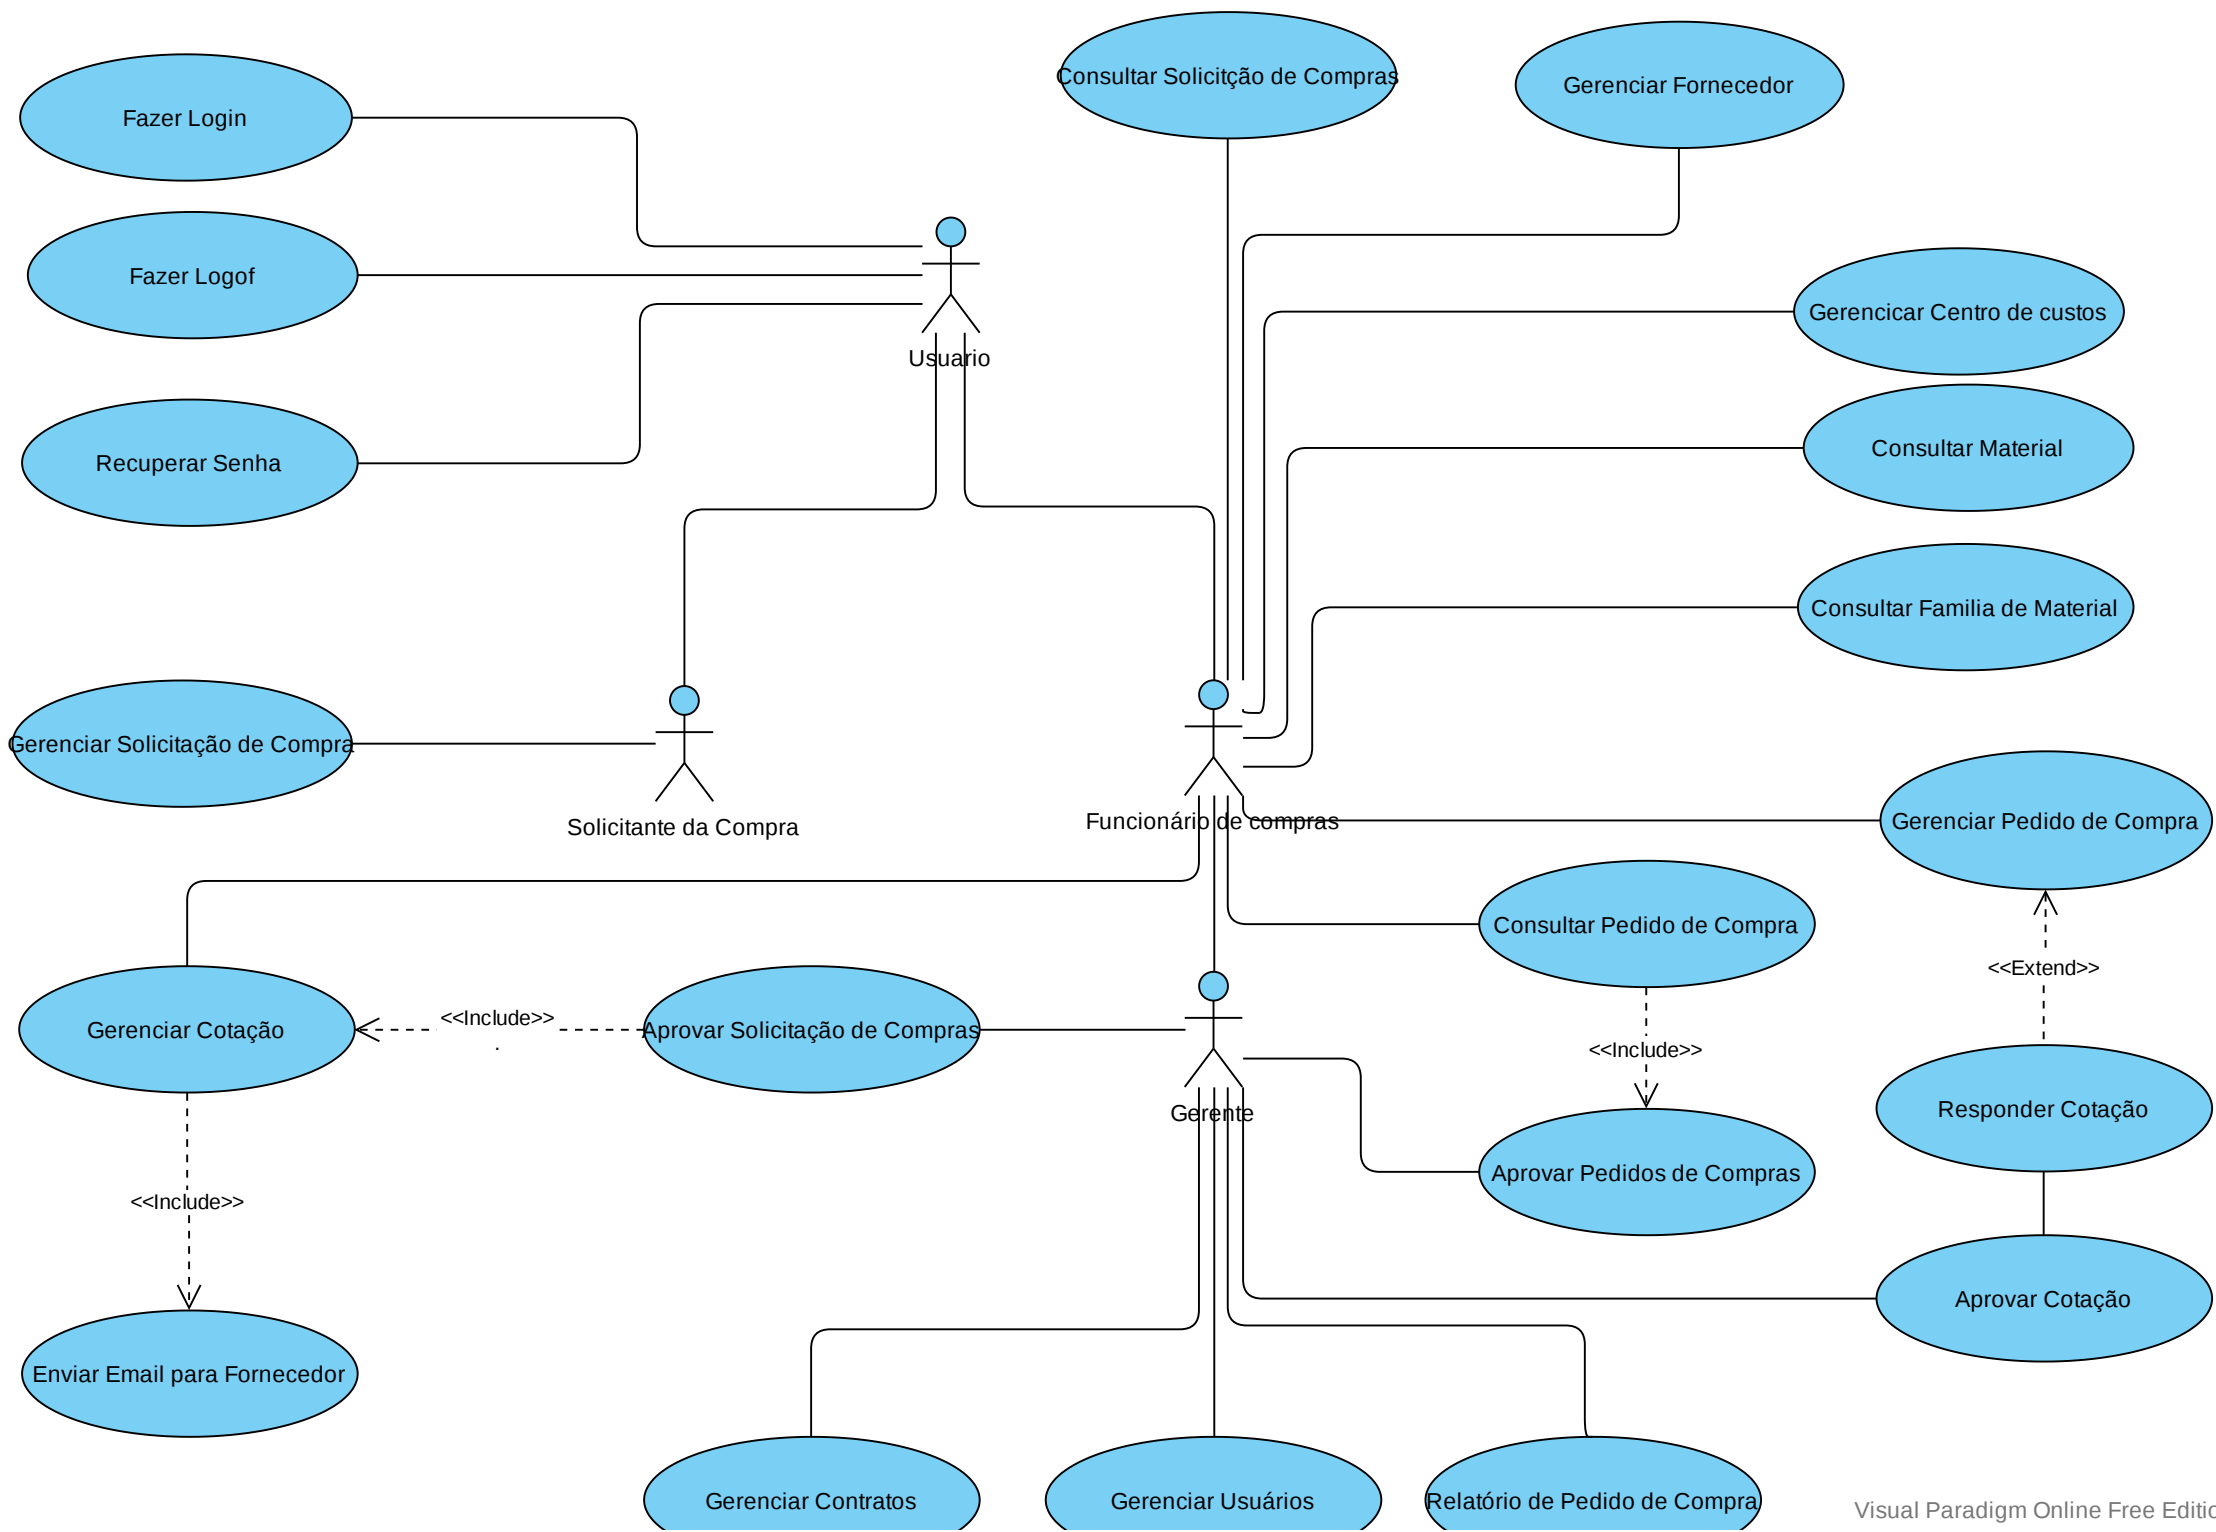 Consultar Solicitção de Compras
Gerenciar Fornecedor
Fazer Login
Fazer Logof
Gerencicar Centro de custos
Usuario
Consultar Material
Recuperar Senha
Consultar Familia de Material
Gerenciar Solicitação de Compra
Solicitante da Compra
Funcionário de compras
Gerenciar Pedido de Compra
Consultar Pedido de Compra
<<Extend>>
Gerenciar Cotação
<<Include>>
.
Aprovar Solicitação de Compras
<<Include>>
Gerente
Responder Cotação
Aprovar Pedidos de Compras
<<Include>>
Aprovar Cotação
Enviar Email para Fornecedor
Gerenciar Contratos
Gerenciar Usuários
Relatório de Pedido de Compra
Visual Paradigm Online Free Editio